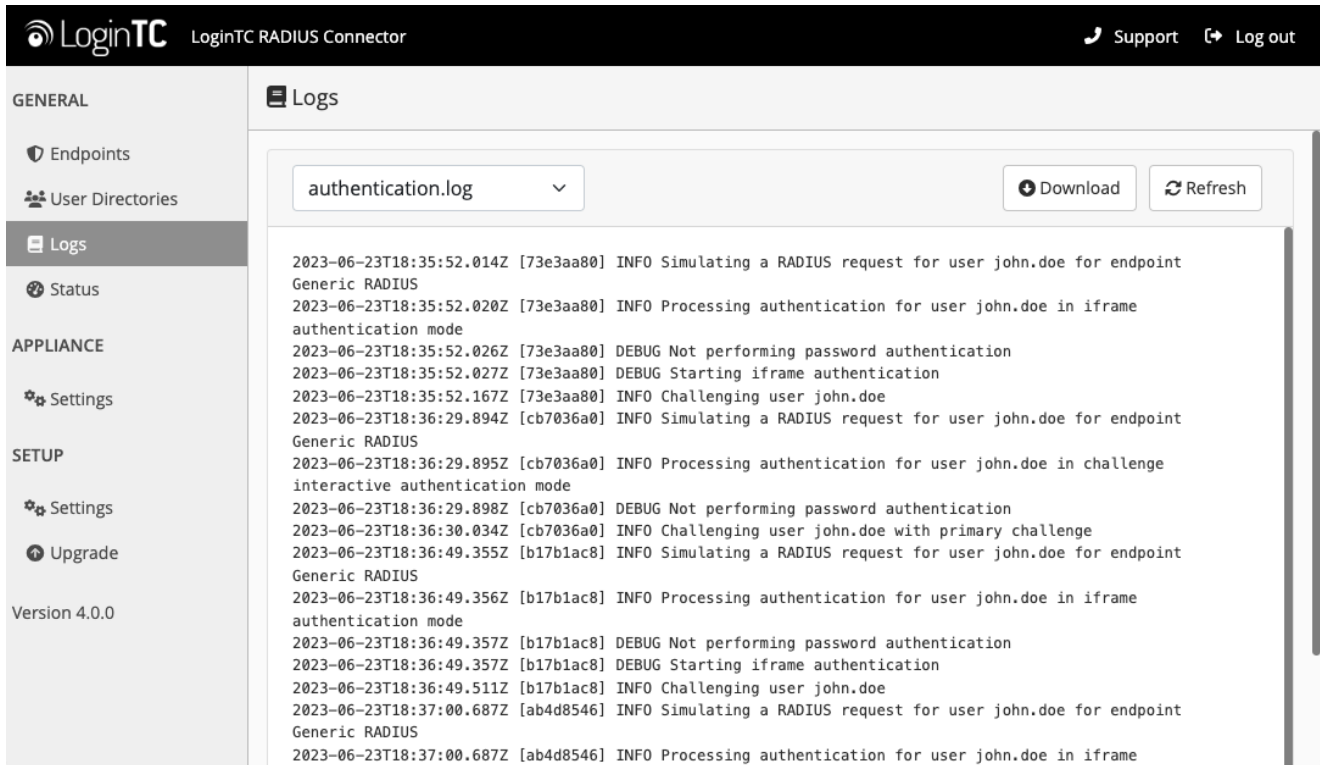 LoginTC LoginTC RADIUS Connector Support Log out
GENERAL
Endpoints
User Directories
Logs
Status
APPLIANCE
Settings
SETUP
Settings
Upgrade
Version 4.0.0
Logs
authentication.log Download Refresh
2023-06-23T18:35:52.014Z [73e3aa80] INFO Simulating a RADIUS request for user john.doe for endpoint
Generic RADIUS
2023-06-23T18:35:52.020Z [73e3aa80] INFO Processing authentication for user john.doe in iframe
authentication mode
2023-06-23T18:35:52.026Z [73e3aa80] DEBUG Not performing password authentication
2023-06-23T18:35:52.027Z [73e3aa80] DEBUG Starting iframe authentication
2023-06-23T18:35:52.167Z [73e3aa80] INFO Challenging user john.doe
2023-06-23T18:36:29.894Z [cb7036a0] INFO Simulating a RADIUS request for user john.doe for endpoint
Generic RADIUS
2023-06-23T18:36:29.895Z [cb7036a0] INFO Processing authentication for user john.doe in challenge
interactive authentication mode
2023-06-23T18:36:29.898Z [cb7036a0] DEBUG Not performing password authentication
2023-06-23T18:36:30.034Z [cb7036a0] INFO Challenging user john.doe with primary challenge
2023-06-23T18:36:49.355Z [b17b1ac8] INFO Simulating a RADIUS request for user john.doe for endpoint
Generic RADIUS
2023-06-23T18:36:49.356Z [b17b1ac8] INFO Processing authentication for user john.doe in iframe
authentication mode
2023-06-23T18:36:49.357Z [b17b1ac8] DEBUG Not performing password authentication
2023-06-23T18:36:49.357Z [b17b1ac8] DEBUG Starting iframe authentication
2023-06-23T18:36:49.511Z [b17b1ac8] INFO Challenging user john.doe
2023-06-23T18:37:00.687Z [ab4d8546] INFO Simulating a RADIUS request for user john.doe for endpoint
Generic RADIUS
2023-06-23T18:37:00.687Z [ab4d8546] INFO Processing authentication for user john.doe in iframe